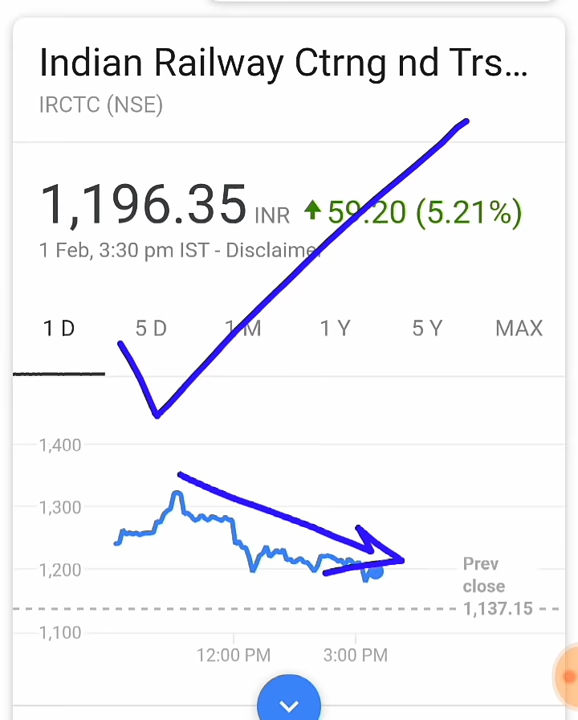 Indian Railway Ctrng nd Trs...
IRCTC (NSE)
1,196.35 INR 59.20 (5.21%)
1 Feb, 3:30 pm IST - Disclaimer
1 D 5 D 1 M 1 Y 5 Y MAX
1,400
1,300
1,200
Prev
close
1,137.15
1,100
12:00 PM 3:00 PM